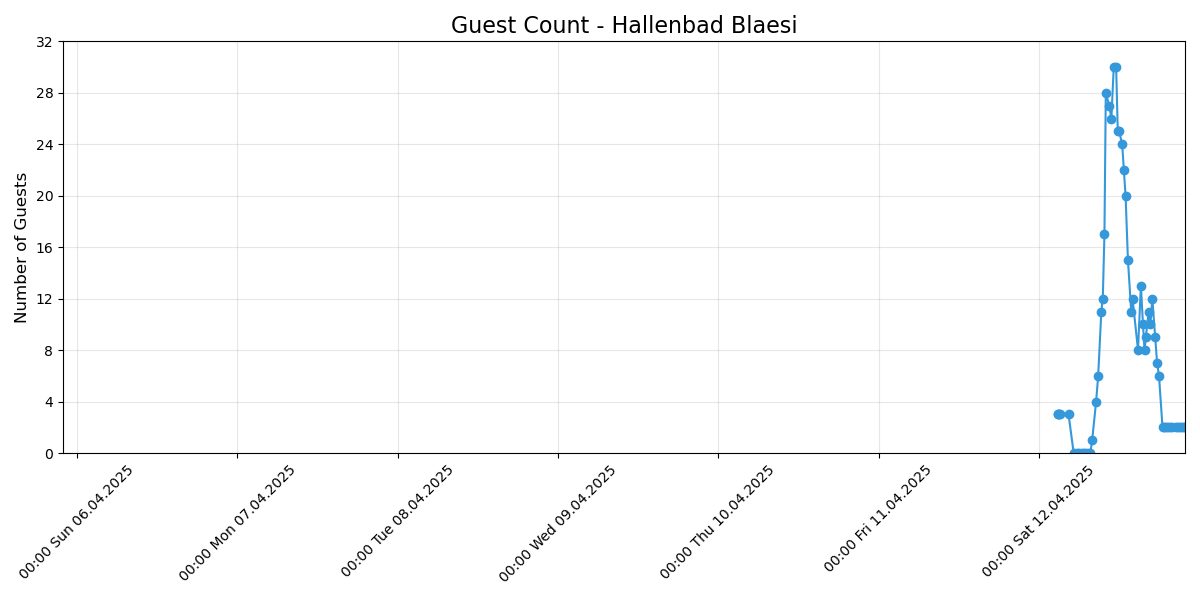 Guest Count - Hallenbad Blaesi
Number of Guests
32
28
24
20
16
12
8
4
0
00:00 Sun 06.04.2025
00:00 Mon 07.04.2025
00:00 Tue 08.04.2025
00:00 Wed 09.04.2025
00:00 Thu 10.04.2025
00:00 Fri 11.04.2025
00:00 Sat 12.04.2025